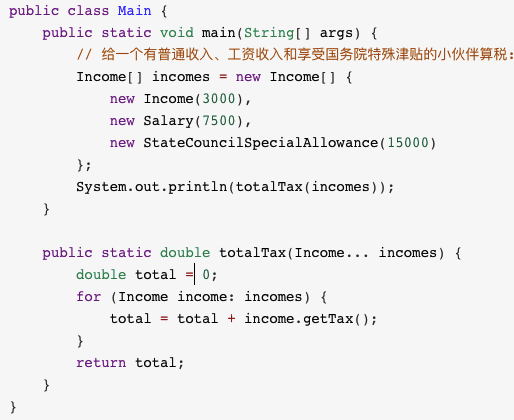 public class Main {
    public static void main(String[] args) {
        // 给一个有普通收入、工资收入和享受国务院特殊津贴的小伙伴算税:
        Income[] incomes = new Income[] {
            new Income(3000),
            new Salary(7500),
            new StateCouncilSpecialAllowance(15000)
        };
        System.out.println(totalTax(incomes));
    }

    public static double totalTax(Income... incomes) {
        double total = 0;
        for (Income income: incomes) {
            total = total + income.getTax();
        }
        return total;
    }
}